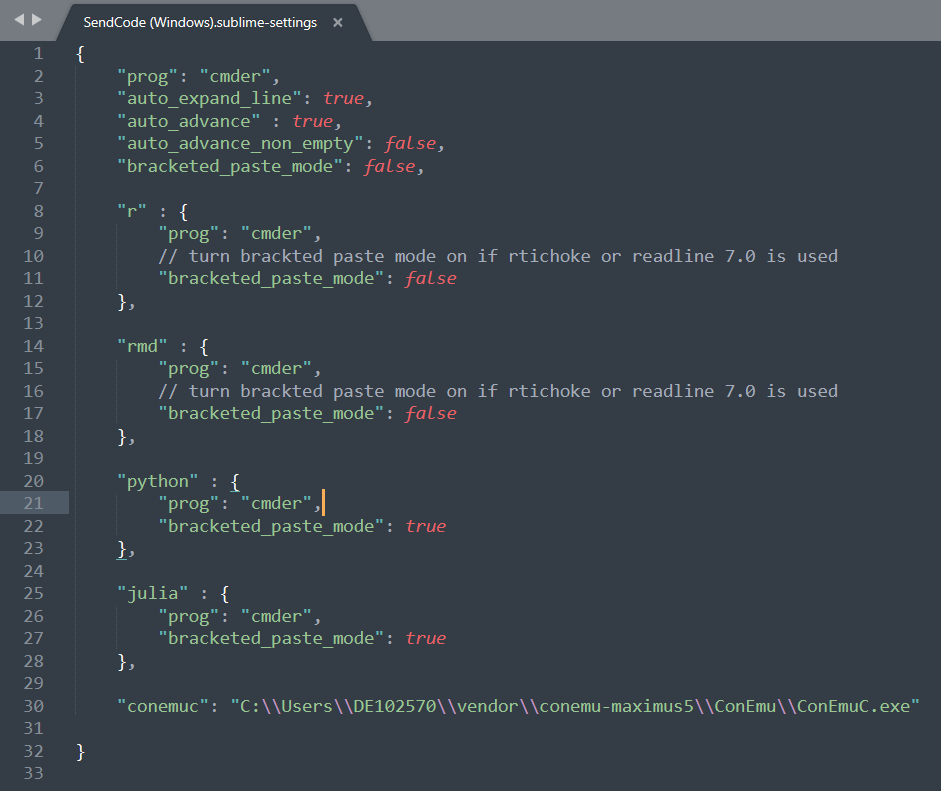 SendCode (Windows).sublime-settings ×
1 {
2     "prog": "cmder",
3     "auto_expand_line": true,
4     "auto_advance" : true,
5     "auto_advance_non_empty": false,
6     "bracketed_paste_mode": false,
7
8     "r" : {
9         "prog": "cmder",
10         // turn brackted paste mode on if rtichoke or readline 7.0 is used
11         "bracketed_paste_mode": false
12     },
13
14     "rmd" : {
15         "prog": "cmder",
16         // turn brackted paste mode on if rtichoke or readline 7.0 is used
17         "bracketed_paste_mode": false
18     },
19
20     "python" : {
21         "prog": "cmder",
22         "bracketed_paste_mode": true
23     },
24
25     "julia" : {
26         "prog": "cmder",
27         "bracketed_paste_mode": true
28     },
29
30     "conemuc": "C:\\Users\\DE102570\\vendor\\conemu-maximus5\\ConEmu\\ConEmuC.exe"
31
32 }
33